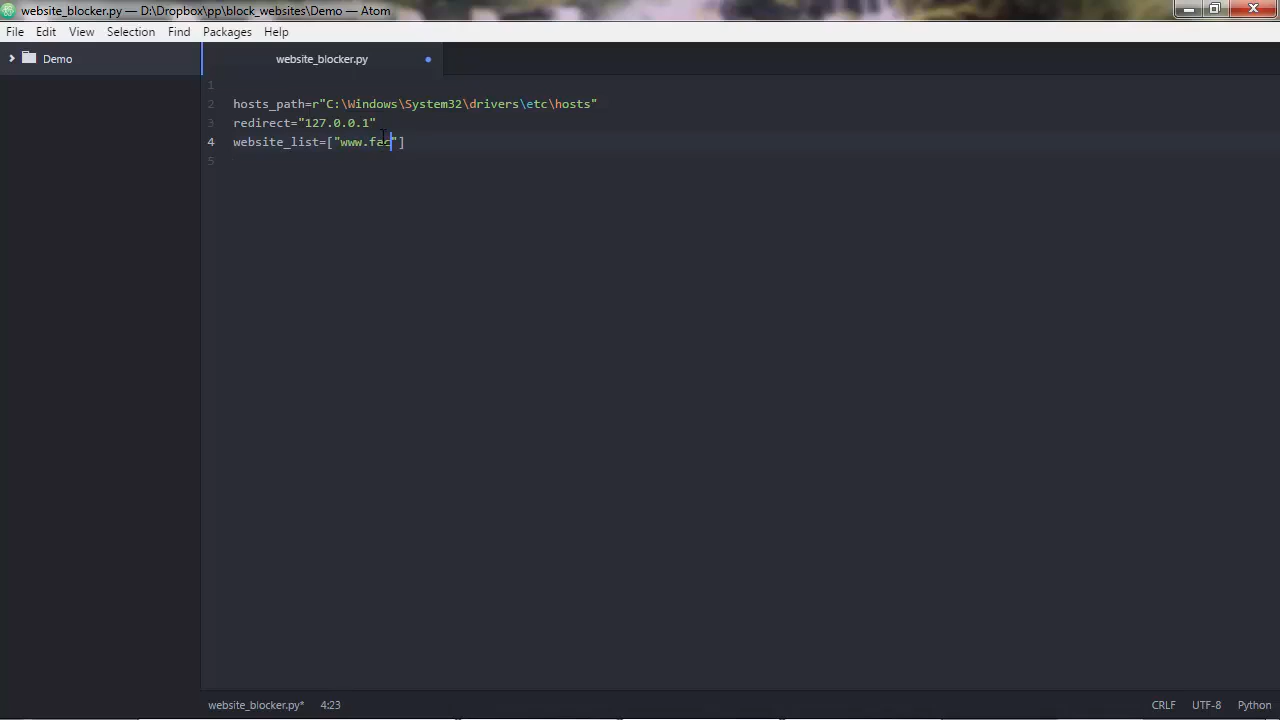 website_blocker.py — D:\Dropbox\pp\block_websites\Demo — Atom
File Edit View Selection Find Packages Help
Demo
website_blocker.py
1
2 hosts_path=r"C:\Windows\System32\drivers\etc\hosts"
3 redirect="127.0.0.1"
4 website_list=["www.fac"]
5
website_blocker.py* 4:23 CRLF UTF-8 Python